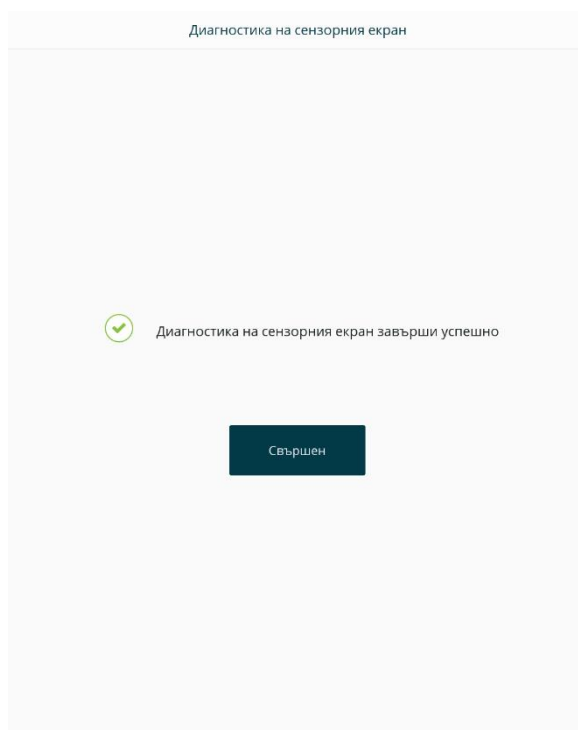 Диагностика на сензорния екран
Диагностика на сензорния екран завърши успешно
Свършен